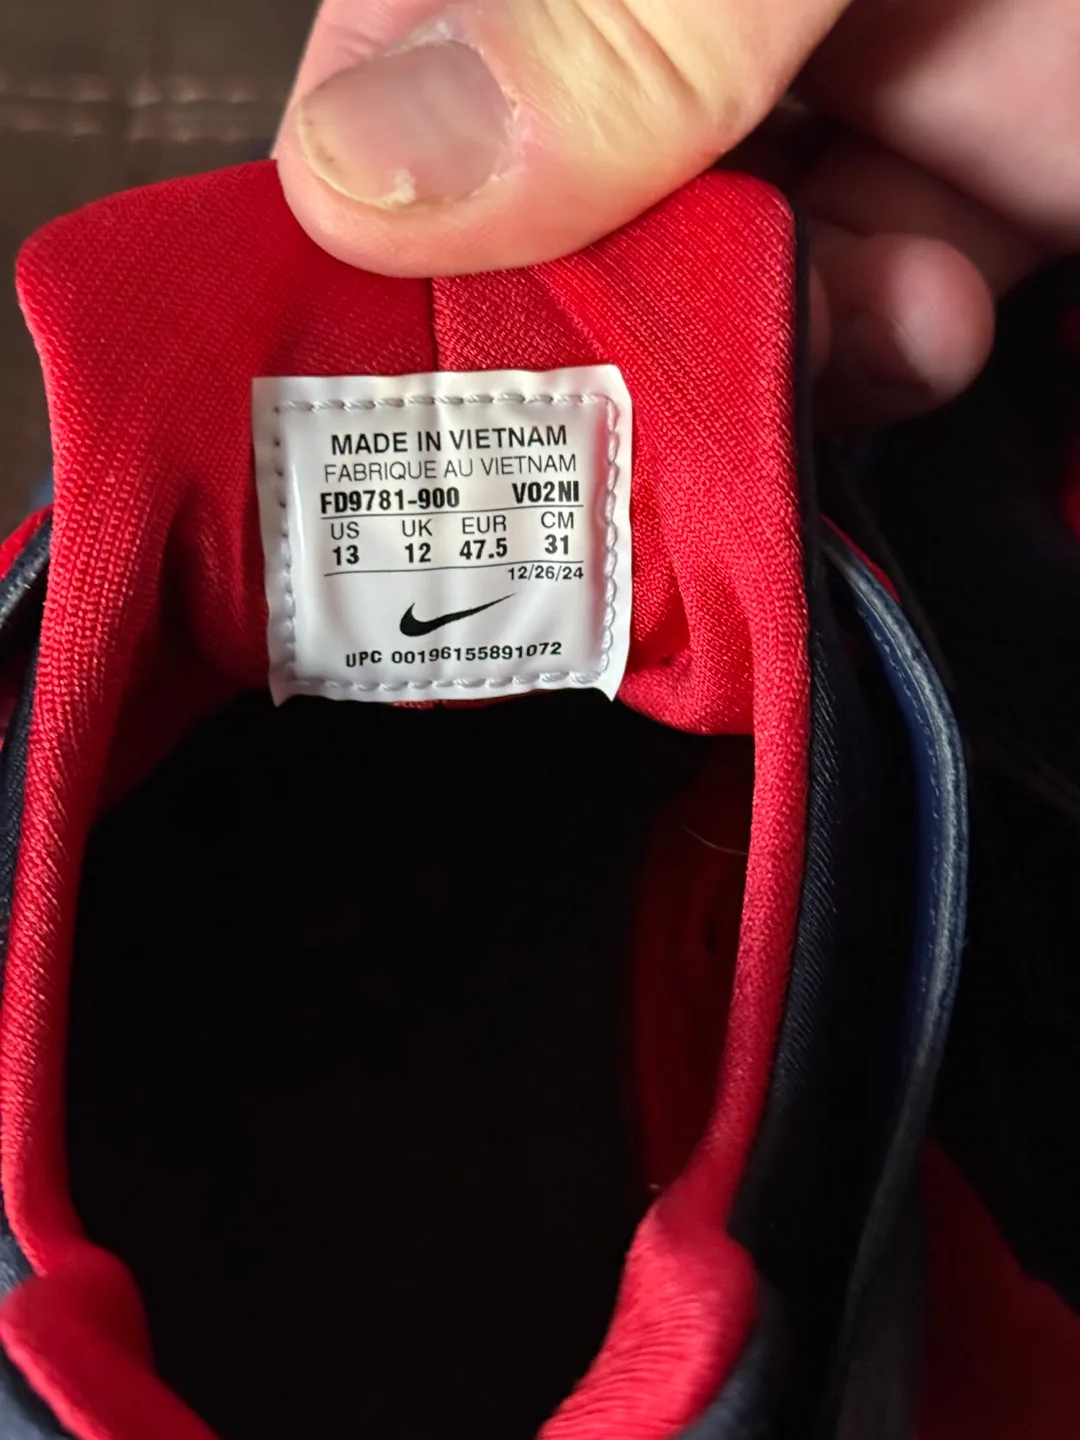 MADE IN VIETNAM
FABRIQUE AU VIETNAM
FD9781-900 V02NI
US UK EUR CM
13 12 47.5 31
12/26/24
UPC 00196155891072